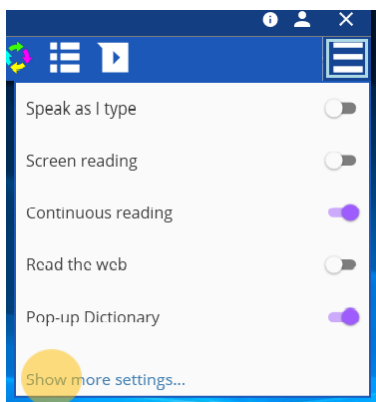 Speak as I type
Screen reading
Continuous reading
Read the web
Pop-up Dictionary
Show more settings...